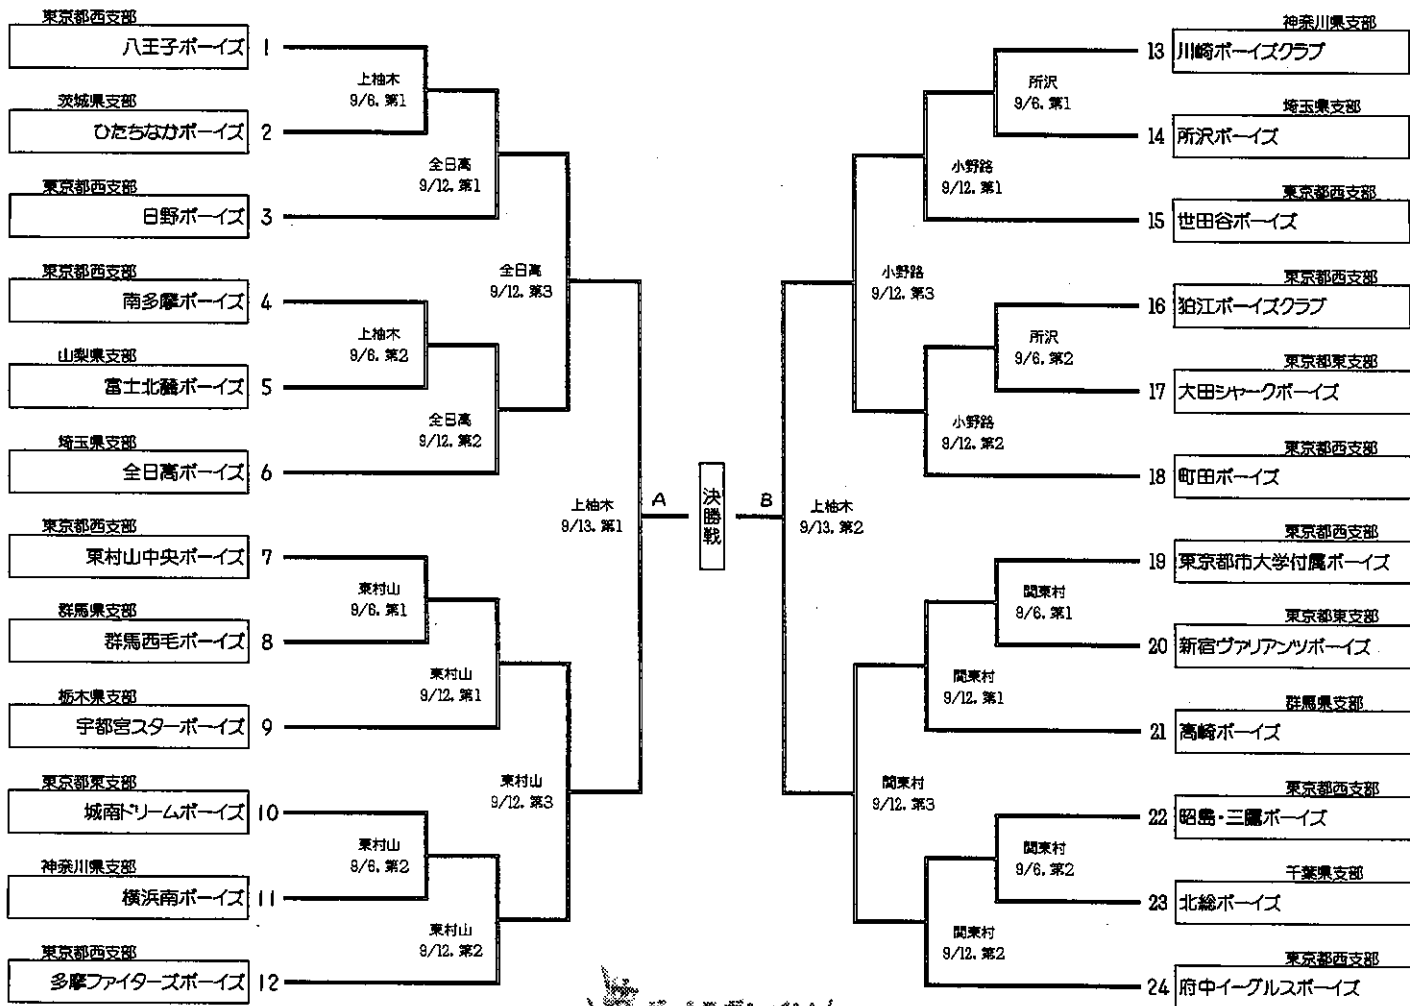 東京都西支部
八王子ボーイズ 1
茨城県支部
ひたちなかボーイズ 2
東京都西支部
日野ボーイズ 3
東京都西支部
南多摩ボーイズ 4
山梨県支部
富士北麓ボーイズ 5
埼玉県支部
全日高ボーイズ 6
東京都西支部
東村山中央ボーイズ 7
群馬県支部
群馬西毛ボーイズ 8
栃木県支部
宇都宮スターボーイズ 9
東京都東支部
城南ドリームボーイズ 10
神奈川県支部
横浜南ボーイズ 11
東京都西支部
多摩ファイターズボーイズ 12
上柚木
9/6. 第1
上柚木
9/6. 第2
東村山
9/6. 第1
東村山
9/6. 第2
全日高
9/12. 第1
全日高
9/12. 第2
東村山
9/12. 第1
東村山
9/12. 第2
全日高
9/12. 第3
東村山
9/12. 第3
上柚木
9/13. 第1
A
決勝戦
B
上柚木
9/13. 第2
小野路
9/12. 第3
関東村
9/12. 第3
小野路
9/12. 第1
小野路
9/12. 第2
関東村
9/12. 第1
関東村
9/12. 第2
所沢
9/6. 第1
所沢
9/6. 第2
関東村
9/6. 第1
関東村
9/6. 第2
神奈川県支部
13 川崎ボーイズクラブ
埼玉県支部
14 所沢ボーイズ
東京都西支部
15 世田谷ボーイズ
東京都西支部
16 狛江ボーイズクラブ
東京都東支部
17 大田シャークボーイズ
東京都西支部
18 町田ボーイズ
東京都西支部
19 東京都市大学付属ボーイズ
東京都東支部
20 新宿ヴァリアンツボーイズ
群馬県支部
21 高崎ボーイズ
東京都西支部
22 昭島・三鷹ボーイズ
千葉県支部
23 北総ボーイズ
東京都西支部
24 府中イーグルスボーイズ